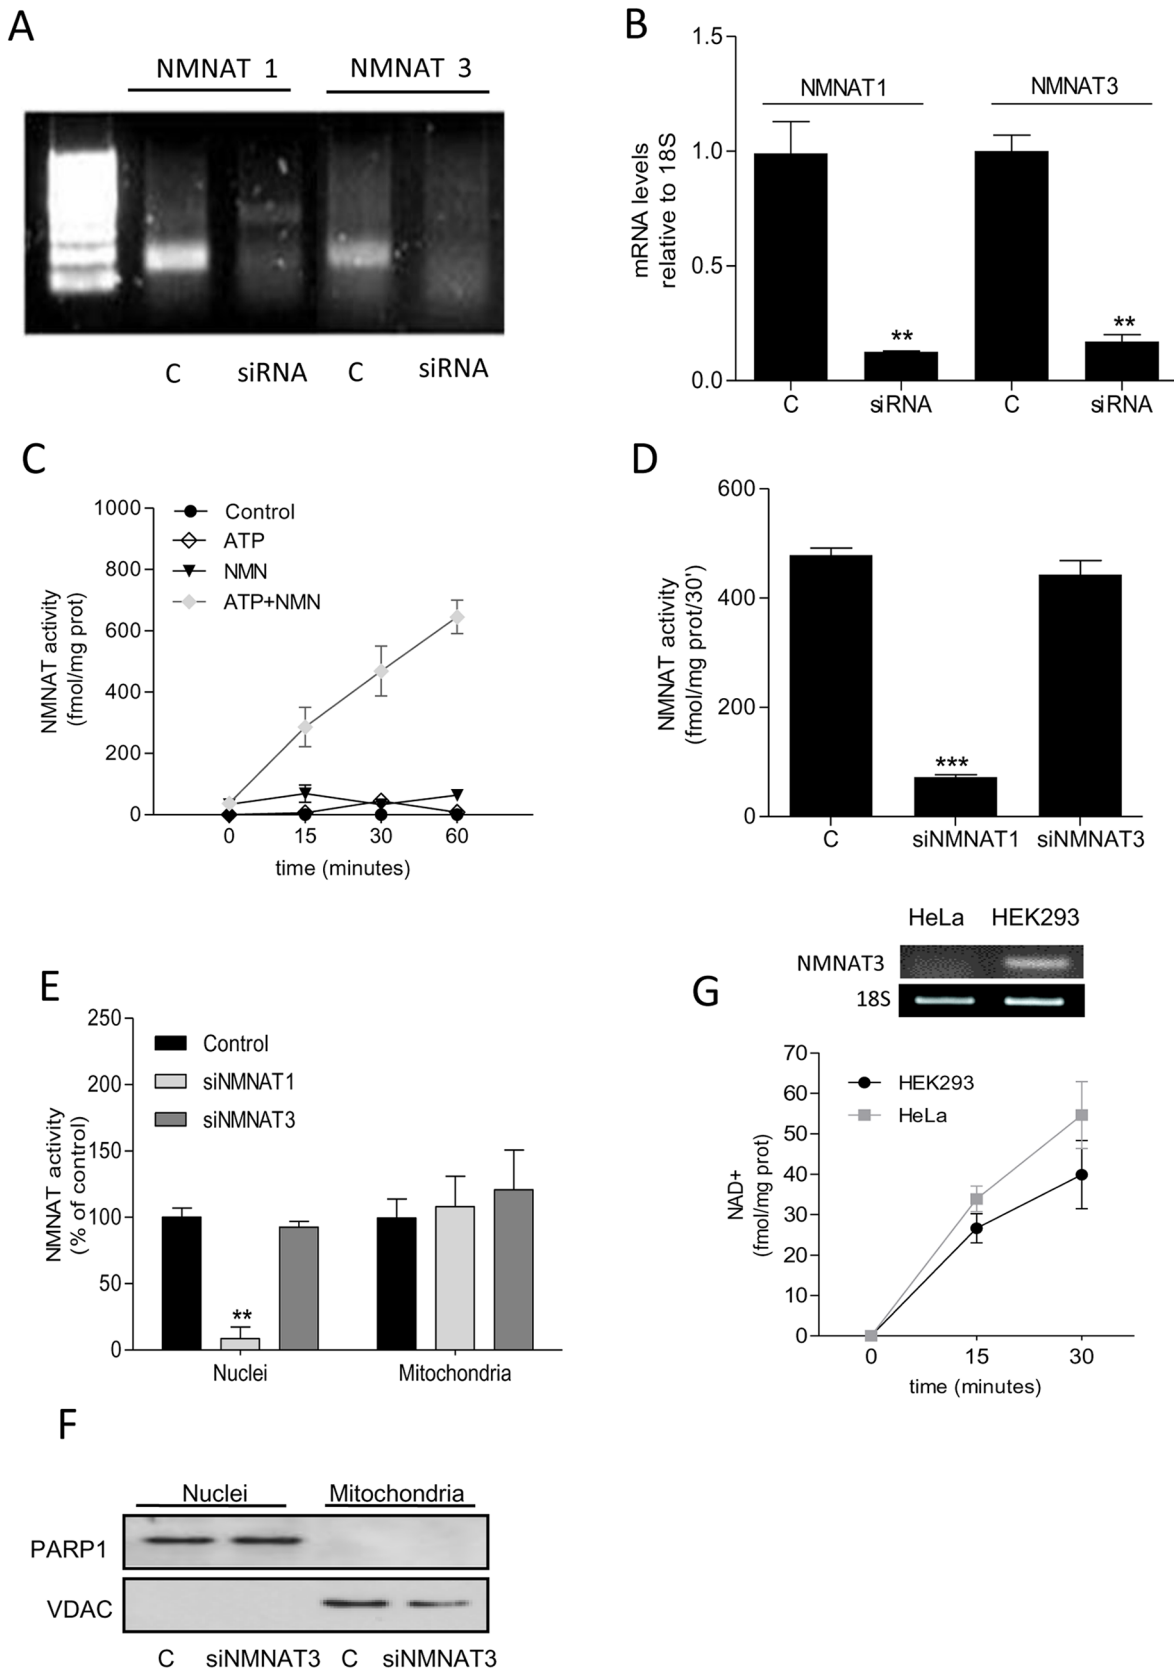 A
NMNAT 1
NMNAT 3
C
siRNA
C
siRNA
B
mRNA levels
relative to 18S
1.5
1.0
0.5
0.0
NMNAT1
NMNAT3
**
**
C
siRNA
C
siRNA
C
NMNAT activity
(fmol/mg prot)
1000
800
600
400
200
0
Control
ATP
NMN
ATP+NMN
0
15
30
60
time (minutes)
D
NMNAT activity
(fmol/mg prot/30')
600
400
200
0
***
C
siNMNAT1
siNMNAT3
E
NMNAT activity
(% of control)
250
200
150
100
50
0
Control
siNMNAT1
siNMNAT3
**
Nuclei
Mitochondria
G
HeLa
HEK293
NMNAT3
18S
NAD+
(fmol/mg prot)
70
60
50
40
30
20
10
0
HEK293
HeLa
0
15
30
time (minutes)
F
Nuclei
Mitochondria
PARP1
VDAC
C
siNMNAT3
C
siNMNAT3